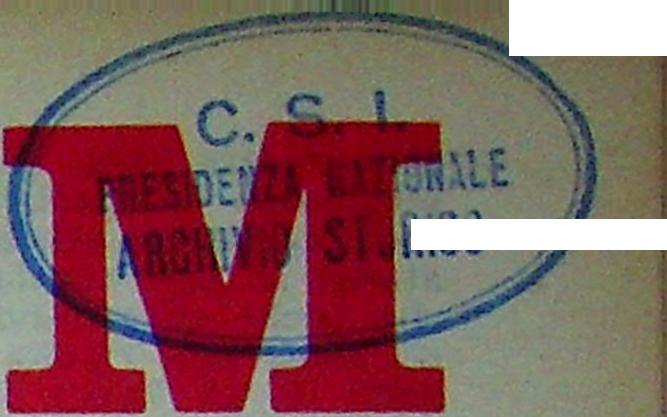 C. S. I.
PRESIDENZA NAZIONALE
ARCHIVIO STORICO
M